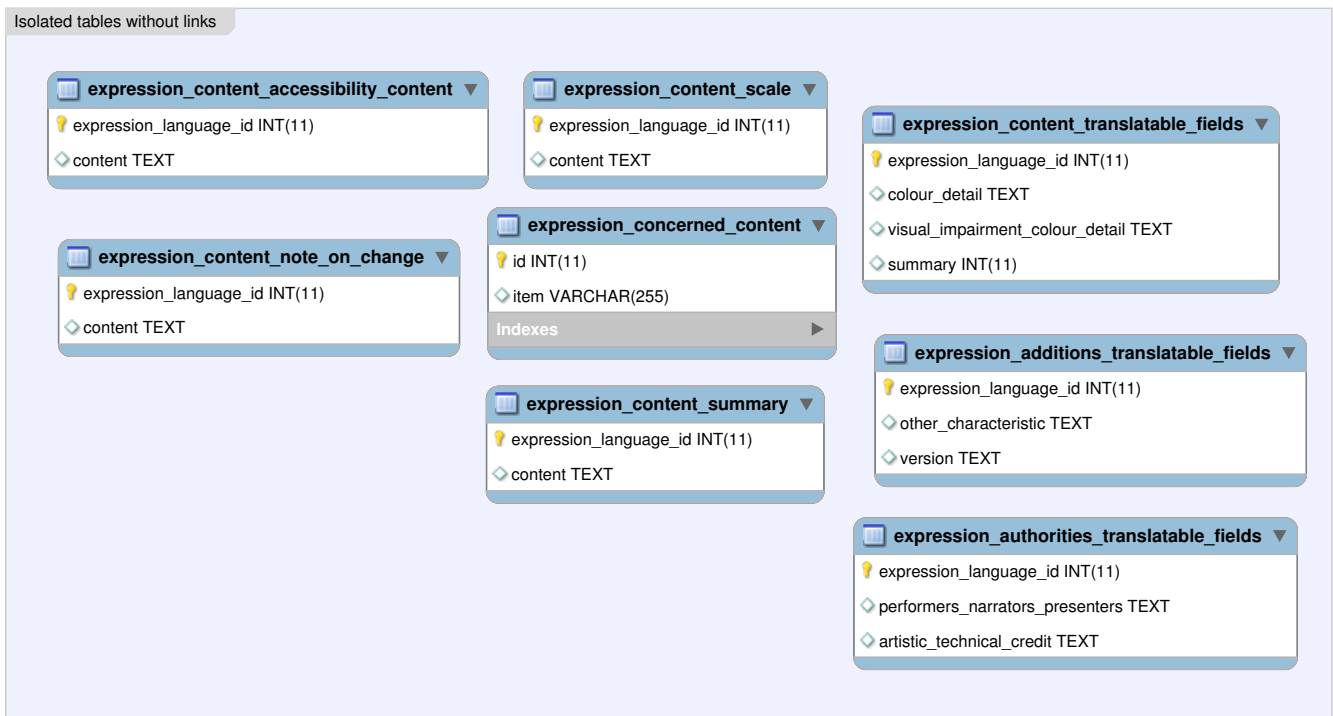 Isolated tables without links
expression_content_accessibility_content
expression_language_id INT(11)
content TEXT
expression_content_scale
expression_language_id INT(11)
content TEXT
expression_content_translatable_fields
expression_language_id INT(11)
colour_detail TEXT
visual_impairment_colour_detail TEXT
summary INT(11)
expression_content_note_on_change
expression_language_id INT(11)
content TEXT
expression_concerned_content
id INT(11)
item VARCHAR(255)
Indexes
expression_content_summary
expression_language_id INT(11)
content TEXT
expression_additions_translatable_fields
expression_language_id INT(11)
other_characteristic TEXT
version TEXT
expression_authorities_translatable_fields
expression_language_id INT(11)
performers_narrators_presenters TEXT
artistic_technical_credit TEXT